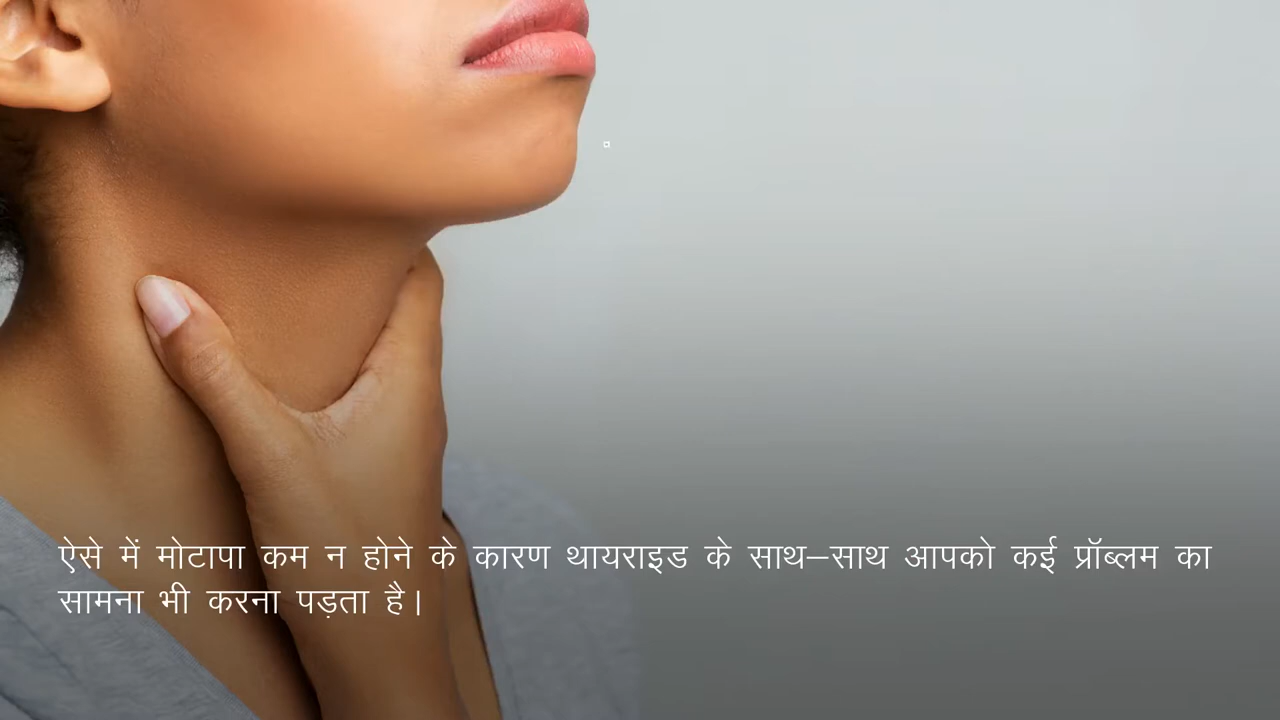 ऐसे में मोटापा कम न होने के कारण थायराइड के साथ–साथ आपको कई प्रॉब्लम का
सामना भी करना पड़ता है।